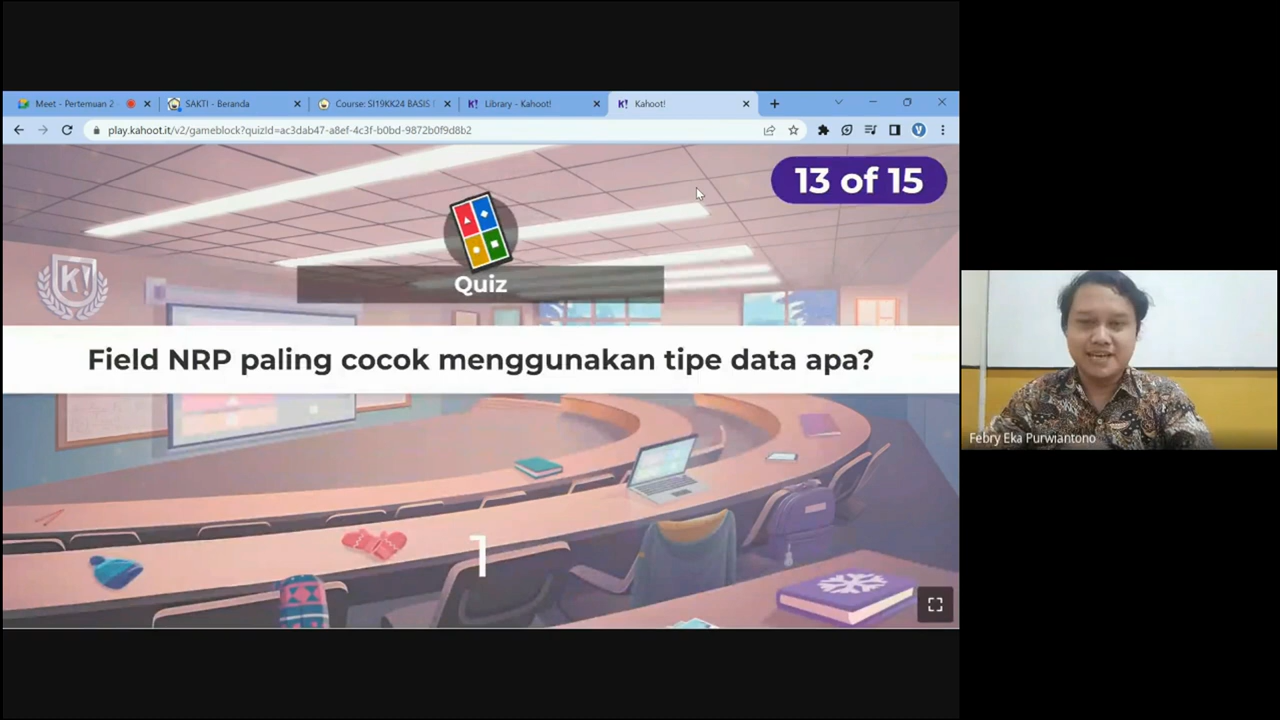 Meet - Pertemuan 2
SAKTI - Beranda
Course: SI19KK24 BASIS
Library - Kahoot!
Kahoot!
play.kahoot.it/v2/gameblock?quizId=ac3dab47-a8ef-4c3f-b0bd-9872b0f9d8b2
V
13 of 15
K!
Quiz
Field NRP paling cocok menggunakan tipe data apa?
1
Febry Eka Purwiantono